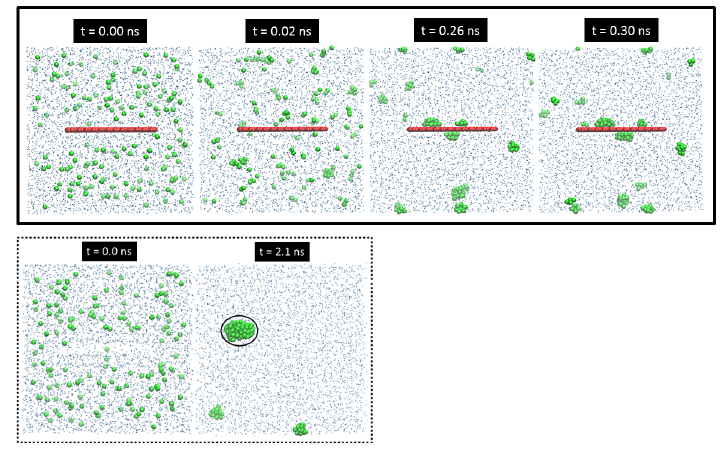 t = 0.00 ns
t = 0.02 ns
t = 0.26 ns
t = 0.30 ns
t = 0.0 ns
t = 2.1 ns